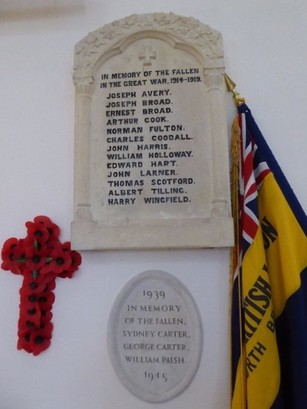 IN MEMORY OF THE FALLEN
IN THE GREAT WAR, 1914-1919.
JOSEPH AVERY.
JOSEPH BROAD.
ERNEST BROAD.
ARTHUR COOK.
NORMAN FULTON.
CHARLES GOODALL.
JOHN HARRIS.
WILLIAM HOLLOWAY.
EDWARD HART.
JOHN LARNER.
THOMAS SCOTFORD.
ALBERT TILLING.
HARRY WINGFIELD.
1939
IN MEMORY
OF THE FALLEN,
SYDNEY CARTER,
GEORGE CARTER,
WILLIAM PAISH.
1945